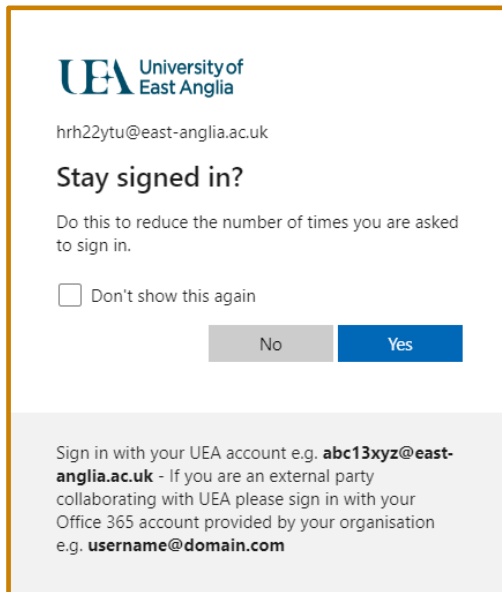 UEA University of
East Anglia
hrh22ytu@east-anglia.ac.uk
Stay signed in?
Do this to reduce the number of times you are asked
to sign in.
Don't show this again
No Yes
Sign in with your UEA account e.g. abc13xyz@east-
anglia.ac.uk - If you are an external party
collaborating with UEA please sign in with your
Office 365 account provided by your organisation
e.g. username@domain.com